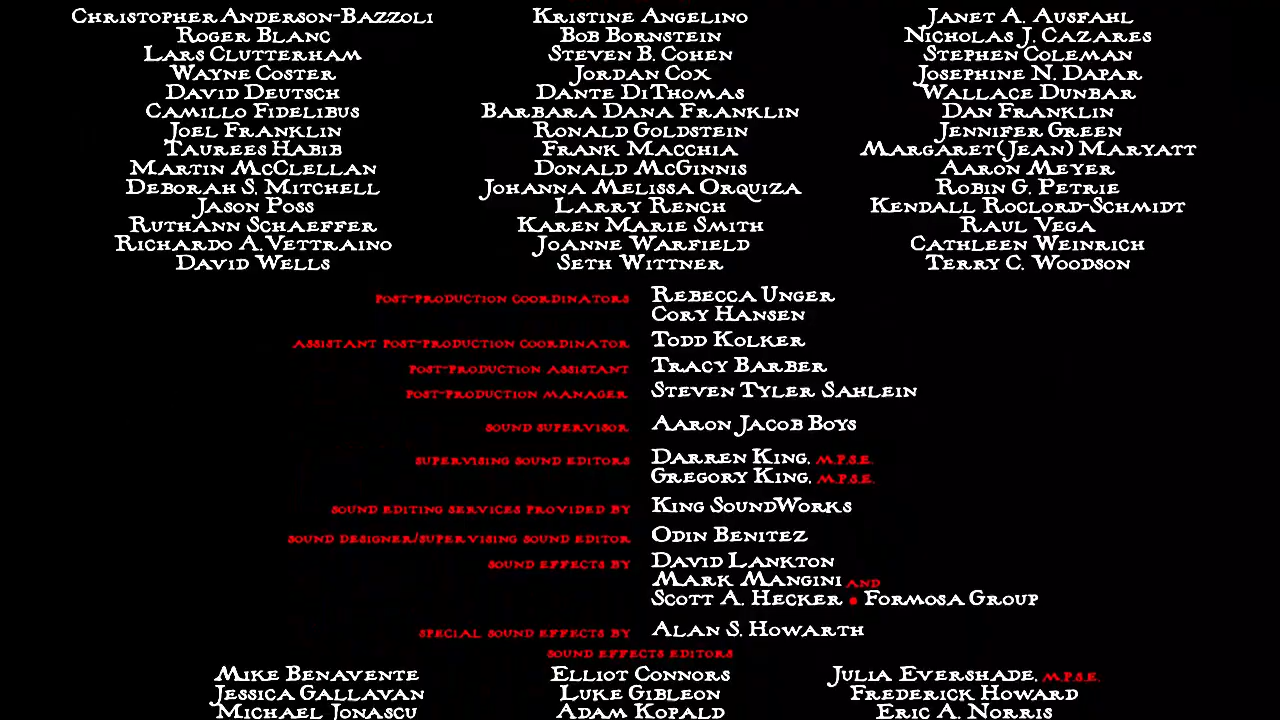 Christopher Anderson-Bazzoli Kristine Angelino Janet A. Ausfahl
Roger Blanc Bob Bornstein Nicholas J. Cazares
Lars Clutterham Steven B. Cohen Stephen Coleman
Wayne Coster Jordan Cox Josephine N. Dapar
David Deutsch Dante DiThomas Wallace Dunbar
Camillo Fidelibus Barbara Dana Franklin Dan Franklin
Joel Franklin Ronald Goldstein Jennifer Green
Taurees Habib Frank Macchia Margaret(Jean) Maryatt
Martin McClellan Donald McGinnis Aaron Meyer
Deborah S. Mitchell Johanna Melissa Orquiza Robin G. Petrie
Jason Poss Larry Rench Kendall Roclord-Schmidt
Ruthann Schaeffer Karen Marie Smith Raul Vega
Richardo A. Vettraino Joanne Warfield Cathleen Weinrich
David Wells Seth Wittner Terry C. Woodson
post-production coordinators Rebecca Unger
Cory Hansen
assistant post-production coordinator Todd Kolker
post-production assistant Tracy Barber
post-production manager Steven Tyler Sahlein
sound supervisor Aaron Jacob Boys
supervising sound editors Darren King, M.P.S.E.
Gregory King, M.P.S.E.
sound editing services provided by King SoundWorks
sound designer/supervising sound editor Odin Benitez
sound effects by David Lankton
Mark Mangini and
Scott A. Hecker • Formosa Group
special sound effects by Alan S. Howarth
sound effects editors
Mike Benavente Elliot Connors Julia Evershade, M.P.S.E.
Jessica Gallavan Luke Gibleon Frederick Howard
Michael Jonascu Adam Kopald Eric A. Norris